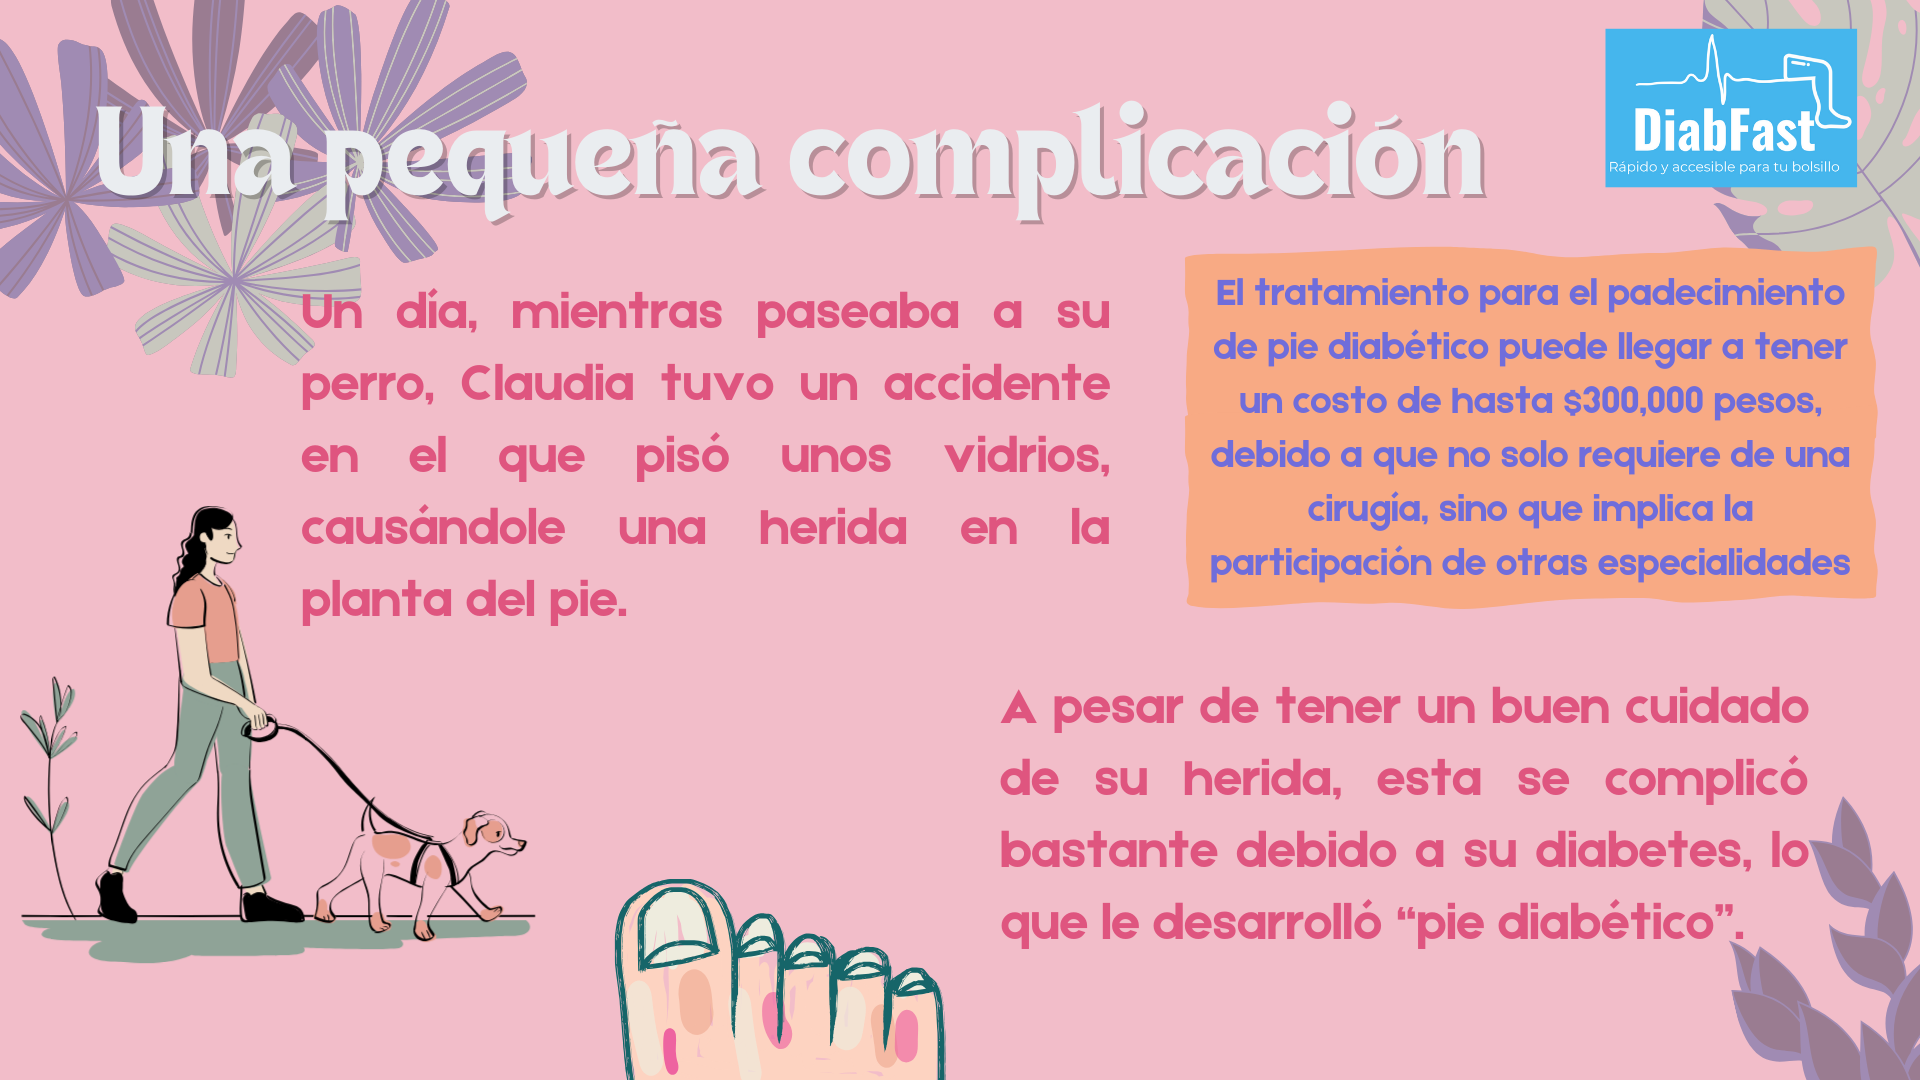 Una pequeña complicación
DiabFast
Rápido y accesible para tu bolsillo
Un día, mientras paseaba a su
perro, Claudia tuvo un accidente
en el que pisó unos vidrios,
causándole una herida en la
planta del pie.
El tratamiento para el padecimiento
de pie diabético puede llegar a tener
un costo de hasta $300,000 pesos,
debido a que no solo requiere de una
cirugía, sino que implica la
participación de otras especialidades
A pesar de tener un buen cuidado
de su herida, esta se complicó
bastante debido a su diabetes, lo
que le desarrolló “pie diabético”.